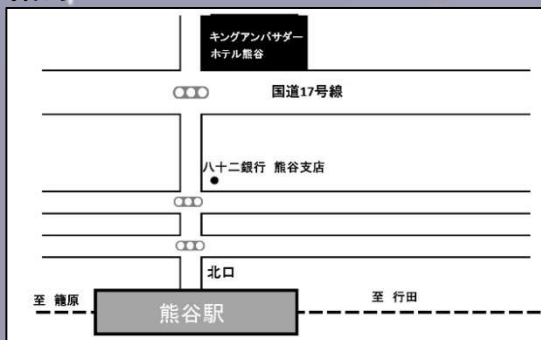 キングアンバサダー
ホテル熊谷
国道17号線
八十二銀行 熊谷支店
北口
至 籠原
至 行田
熊谷駅